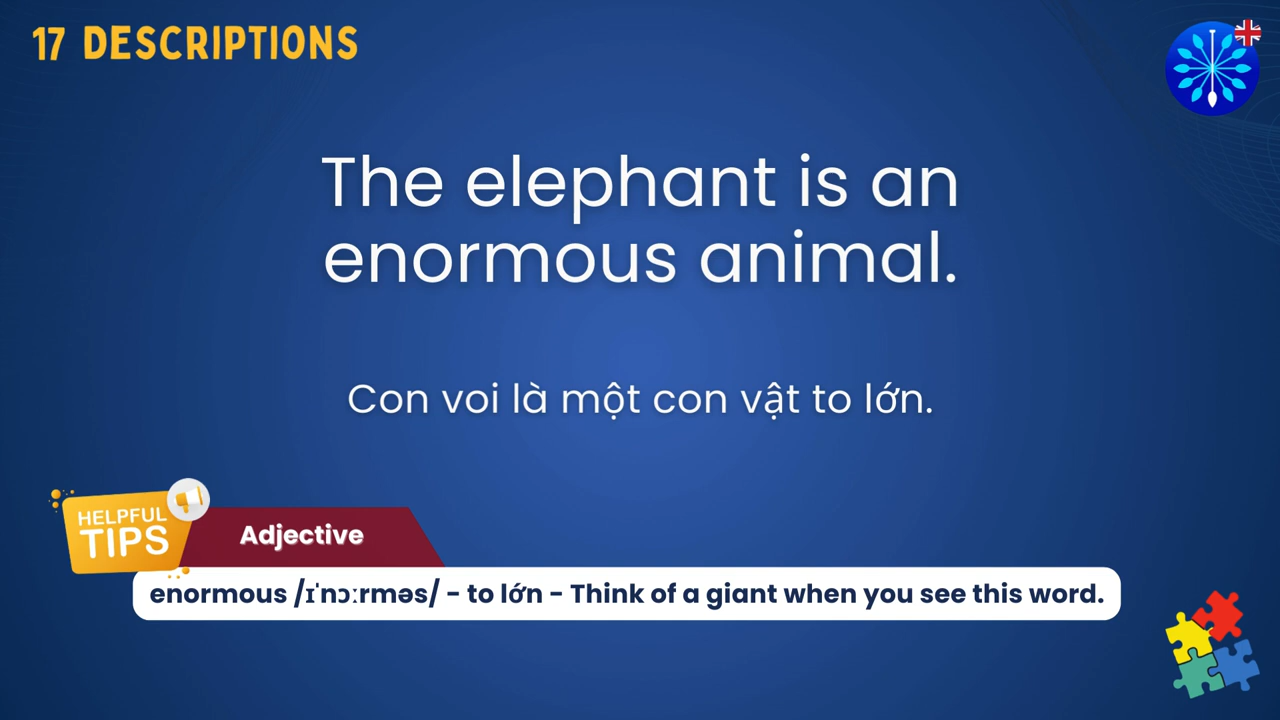 17 DESCRIPTIONS
The elephant is an
enormous animal.
Con voi là một con vật to lớn.
HELPFUL
TIPS
Adjective
enormous /ɪˈnɔːrməs/ - to lớn - Think of a giant when you see this word.